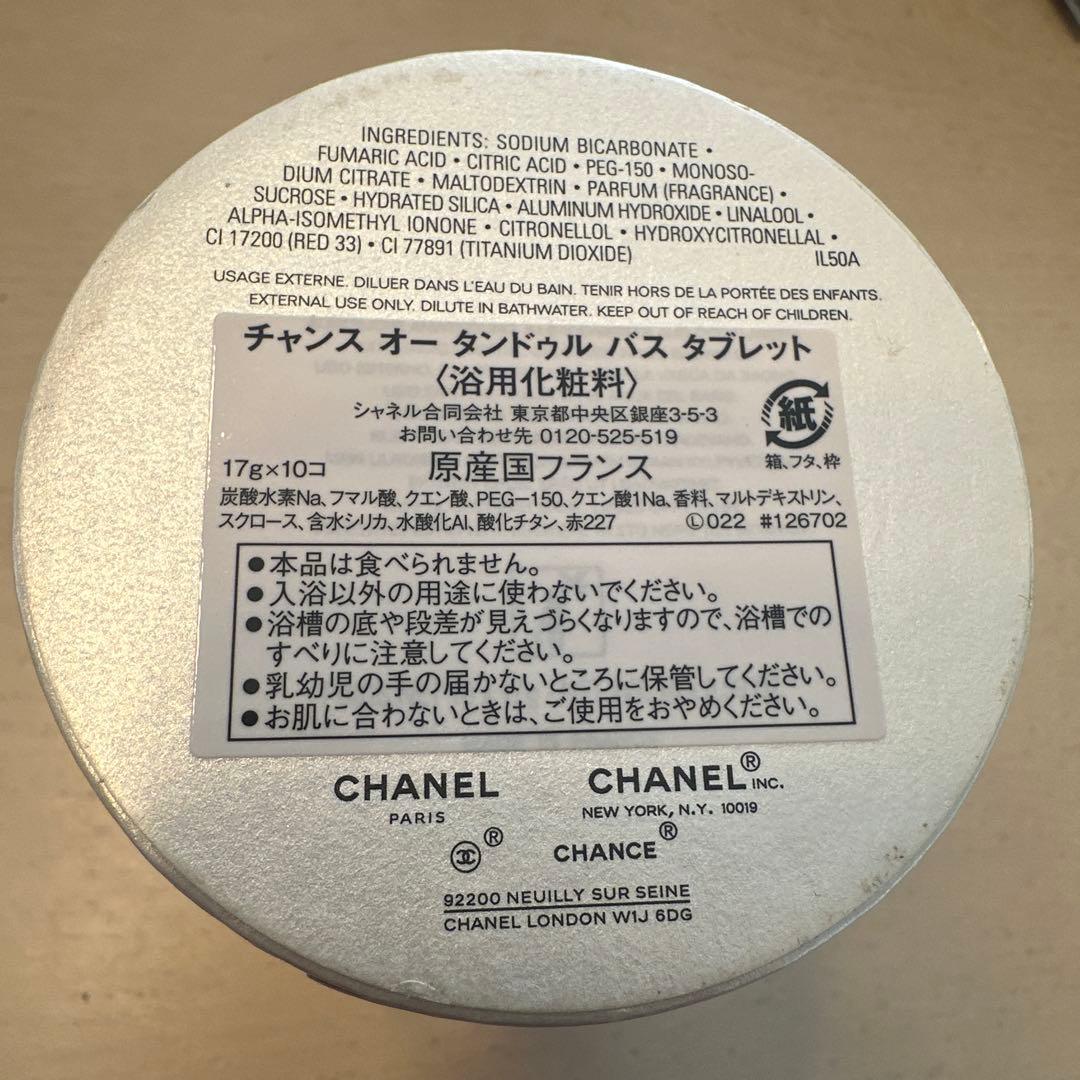 INGREDIENTS: SODIUM BICARBONATE •
FUMARIC ACID • CITRIC ACID • PEG-150 • MONOSO-
DIUM CITRATE • MALTODEXTRIN • PARFUM (FRAGRANCE) •
SUCROSE • HYDRATED SILICA • ALUMINUM HYDROXIDE • LINALOOL •
ALPHA-ISOMETHYL IONONE • CITRONELLOL • HYDROXYCITRONELLAL •
CI 17200 (RED 33) • CI 77891 (TITANIUM DIOXIDE) IL50A
USAGE EXTERNE. DILUER DANS L'EAU DU BAIN. TENIR HORS DE LA PORTÉE DES ENFANTS.
EXTERNAL USE ONLY. DILUTE IN BATHWATER. KEEP OUT OF REACH OF CHILDREN.
チャンス オー タンドゥル バス タブレット
〈浴用化粧料〉
シャネル合同会社 東京都中央区銀座3-5-3
お問い合わせ先 0120-525-519
紙
箱、フタ、枠
17g×10コ 原産国フランス
炭酸水素Na、フマル酸、クエン酸、PEG-150、クエン酸1Na、香料、マルトデキストリン、
スクロース、含水シリカ、水酸化Al、酸化チタン、赤227 Ⓛ022 #126702
●本品は食べられません。
●入浴以外の用途に使わないでください。
●浴槽の底や段差が見えづらくなりますので、浴槽での
すべりに注意してください。
●乳幼児の手の届かないところに保管してください。
●お肌に合わないときは、ご使用をおやめください。
CHANEL
PARIS
CHANEL® INC.
NEW YORK, N.Y. 10019
®
CHANCE®
92200 NEUILLY SUR SEINE
CHANEL LONDON W1J 6DG